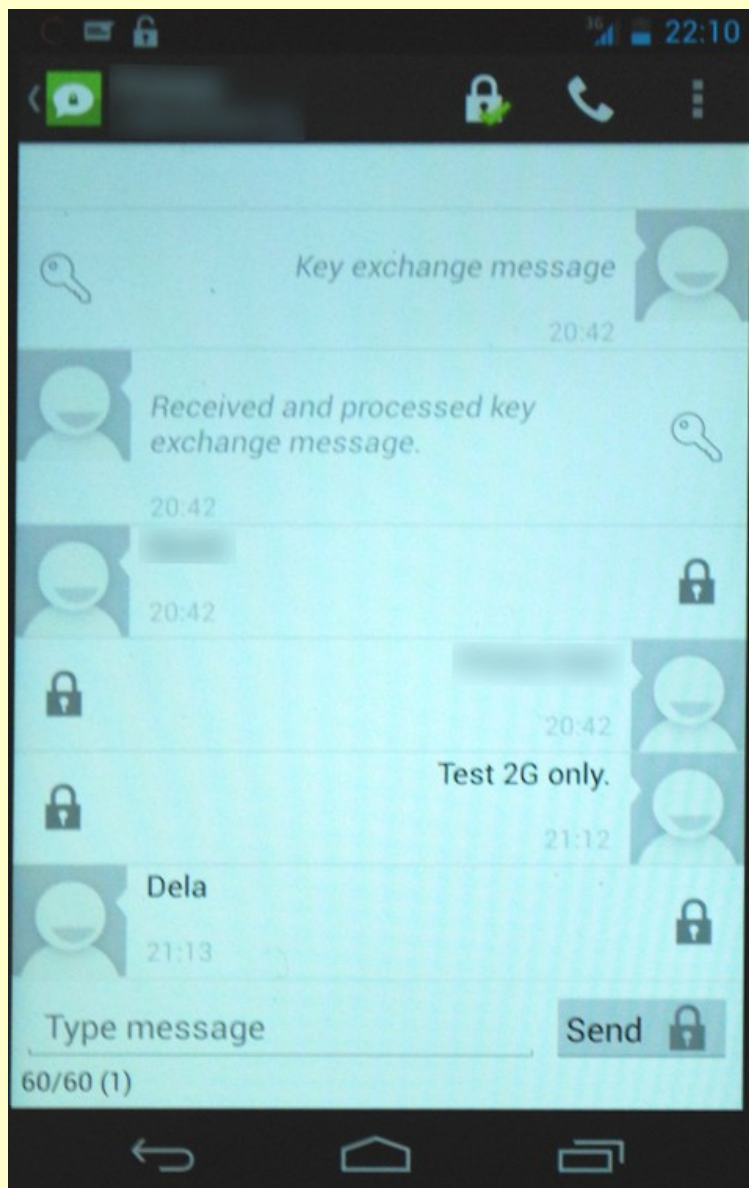 3G 22:10
Key exchange message
20:42
Received and processed key
exchange message.
20:42
20:42
20:42
Test 2G only.
21:12
Dela
21:13
Type message
Send
60/60 (1)